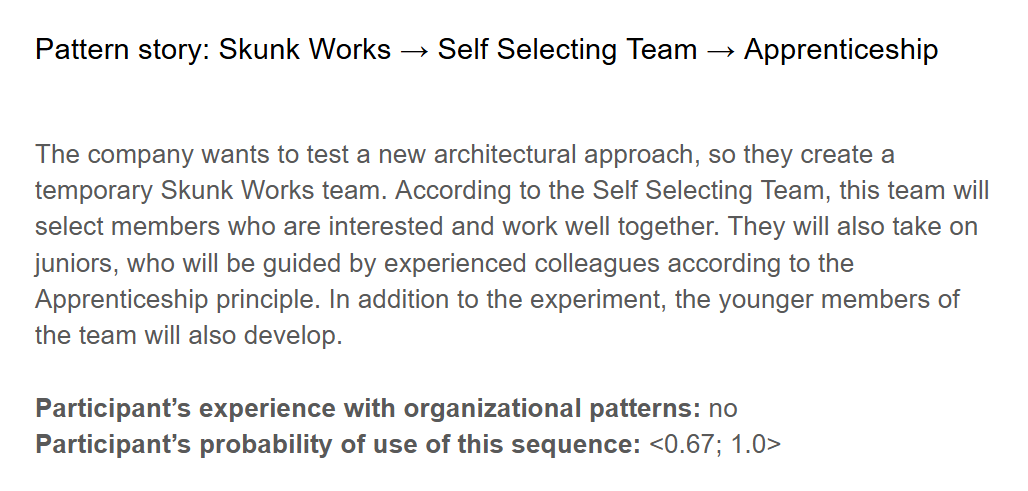 Pattern story: Skunk Works → Self Selecting Team → Apprenticeship
The company wants to test a new architectural approach, so they create a
temporary Skunk Works team. According to the Self Selecting Team, this team will
select members who are interested and work well together. They will also take on
juniors, who will be guided by experienced colleagues according to the
Apprenticeship principle. In addition to the experiment, the younger members of
the team will also develop.
Participant’s experience with organizational patterns: no
Participant’s probability of use of this sequence: <0.67; 1.0>